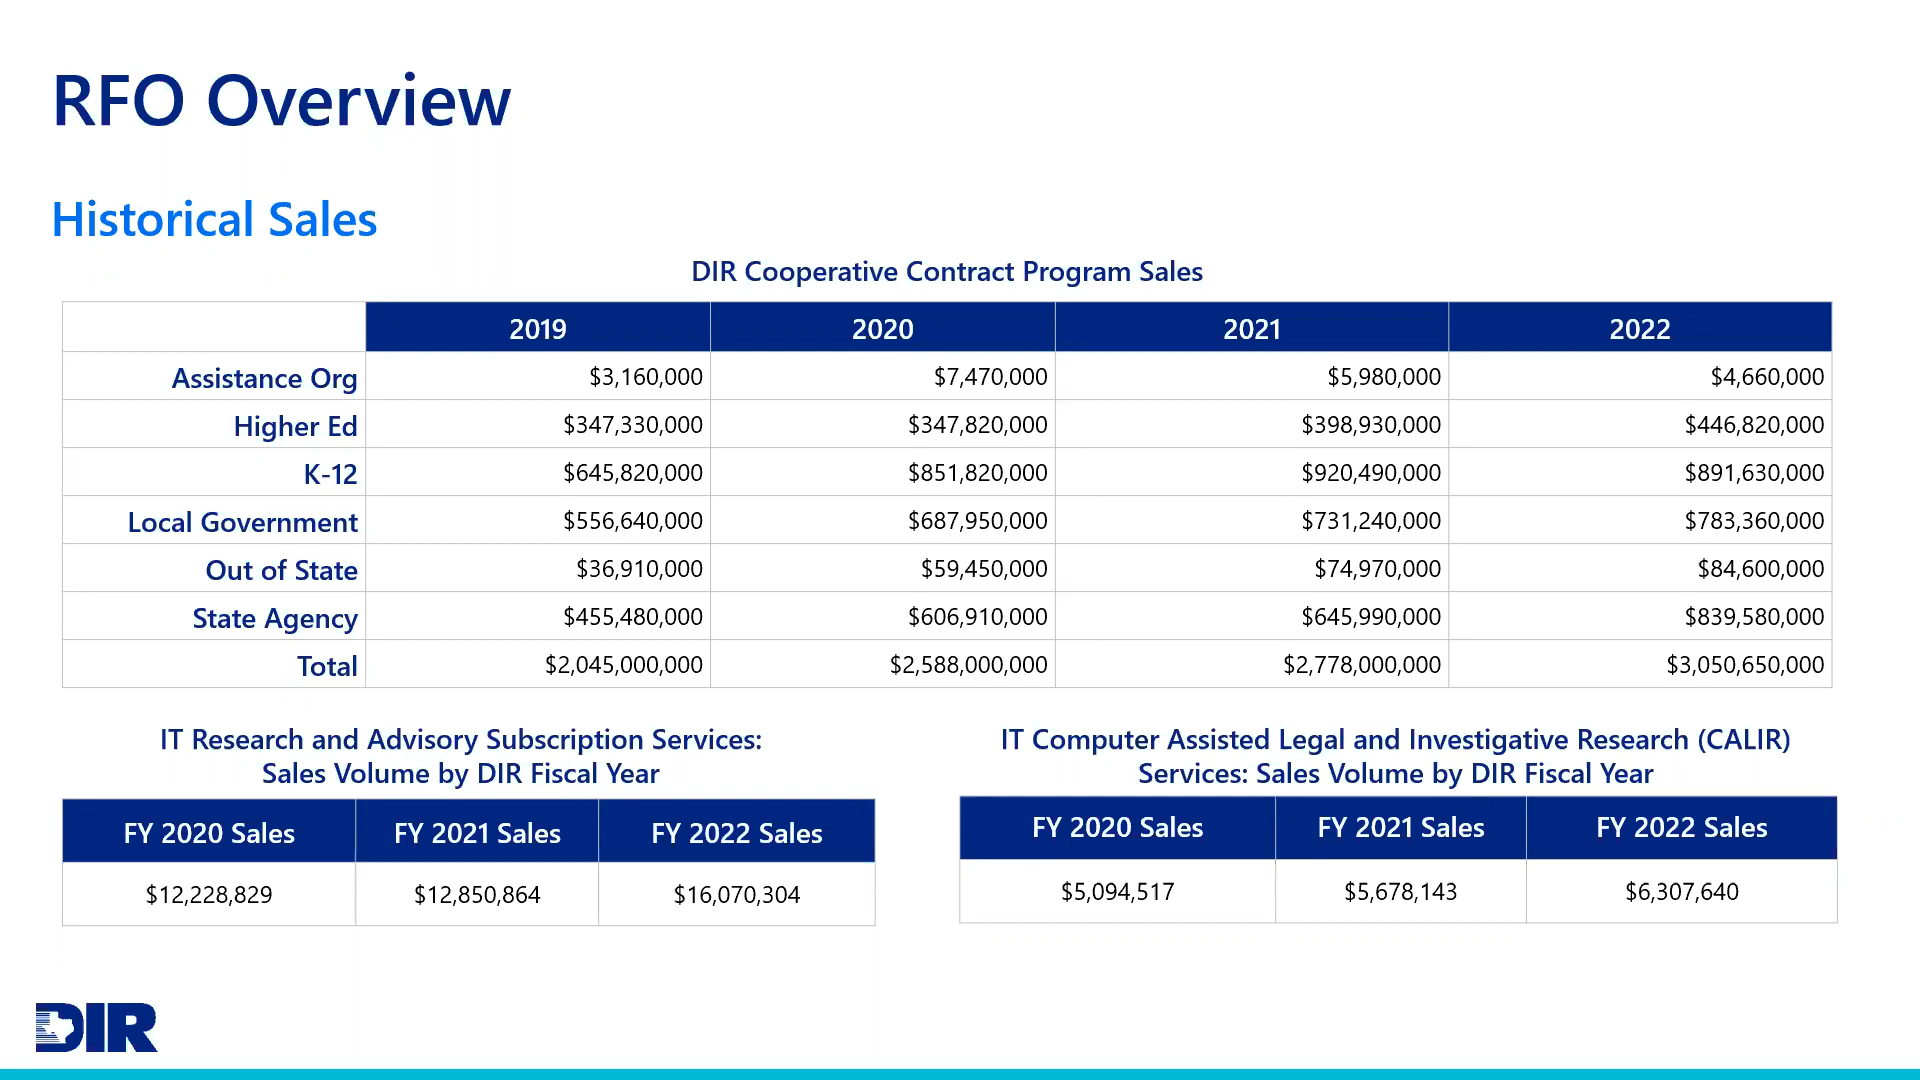 RFO Overview
Historical Sales
DIR Cooperative Contract Program Sales
2019 2020 2021 2022
Assistance Org $3,160,000 $7,470,000 $5,980,000 $4,660,000
Higher Ed $347,330,000 $347,820,000 $398,930,000 $446,820,000
K-12 $645,820,000 $851,820,000 $920,490,000 $891,630,000
Local Government $556,640,000 $687,950,000 $731,240,000 $783,360,000
Out of State $36,910,000 $59,450,000 $74,970,000 $84,600,000
State Agency $455,480,000 $606,910,000 $645,990,000 $839,580,000
Total $2,045,000,000 $2,588,000,000 $2,778,000,000 $3,050,650,000
IT Research and Advisory Subscription Services:
Sales Volume by DIR Fiscal Year
FY 2020 Sales FY 2021 Sales FY 2022 Sales
$12,228,829 $12,850,864 $16,070,304
IT Computer Assisted Legal and Investigative Research (CALIR)
Services: Sales Volume by DIR Fiscal Year
FY 2020 Sales FY 2021 Sales FY 2022 Sales
$5,094,517 $5,678,143 $6,307,640
DIR